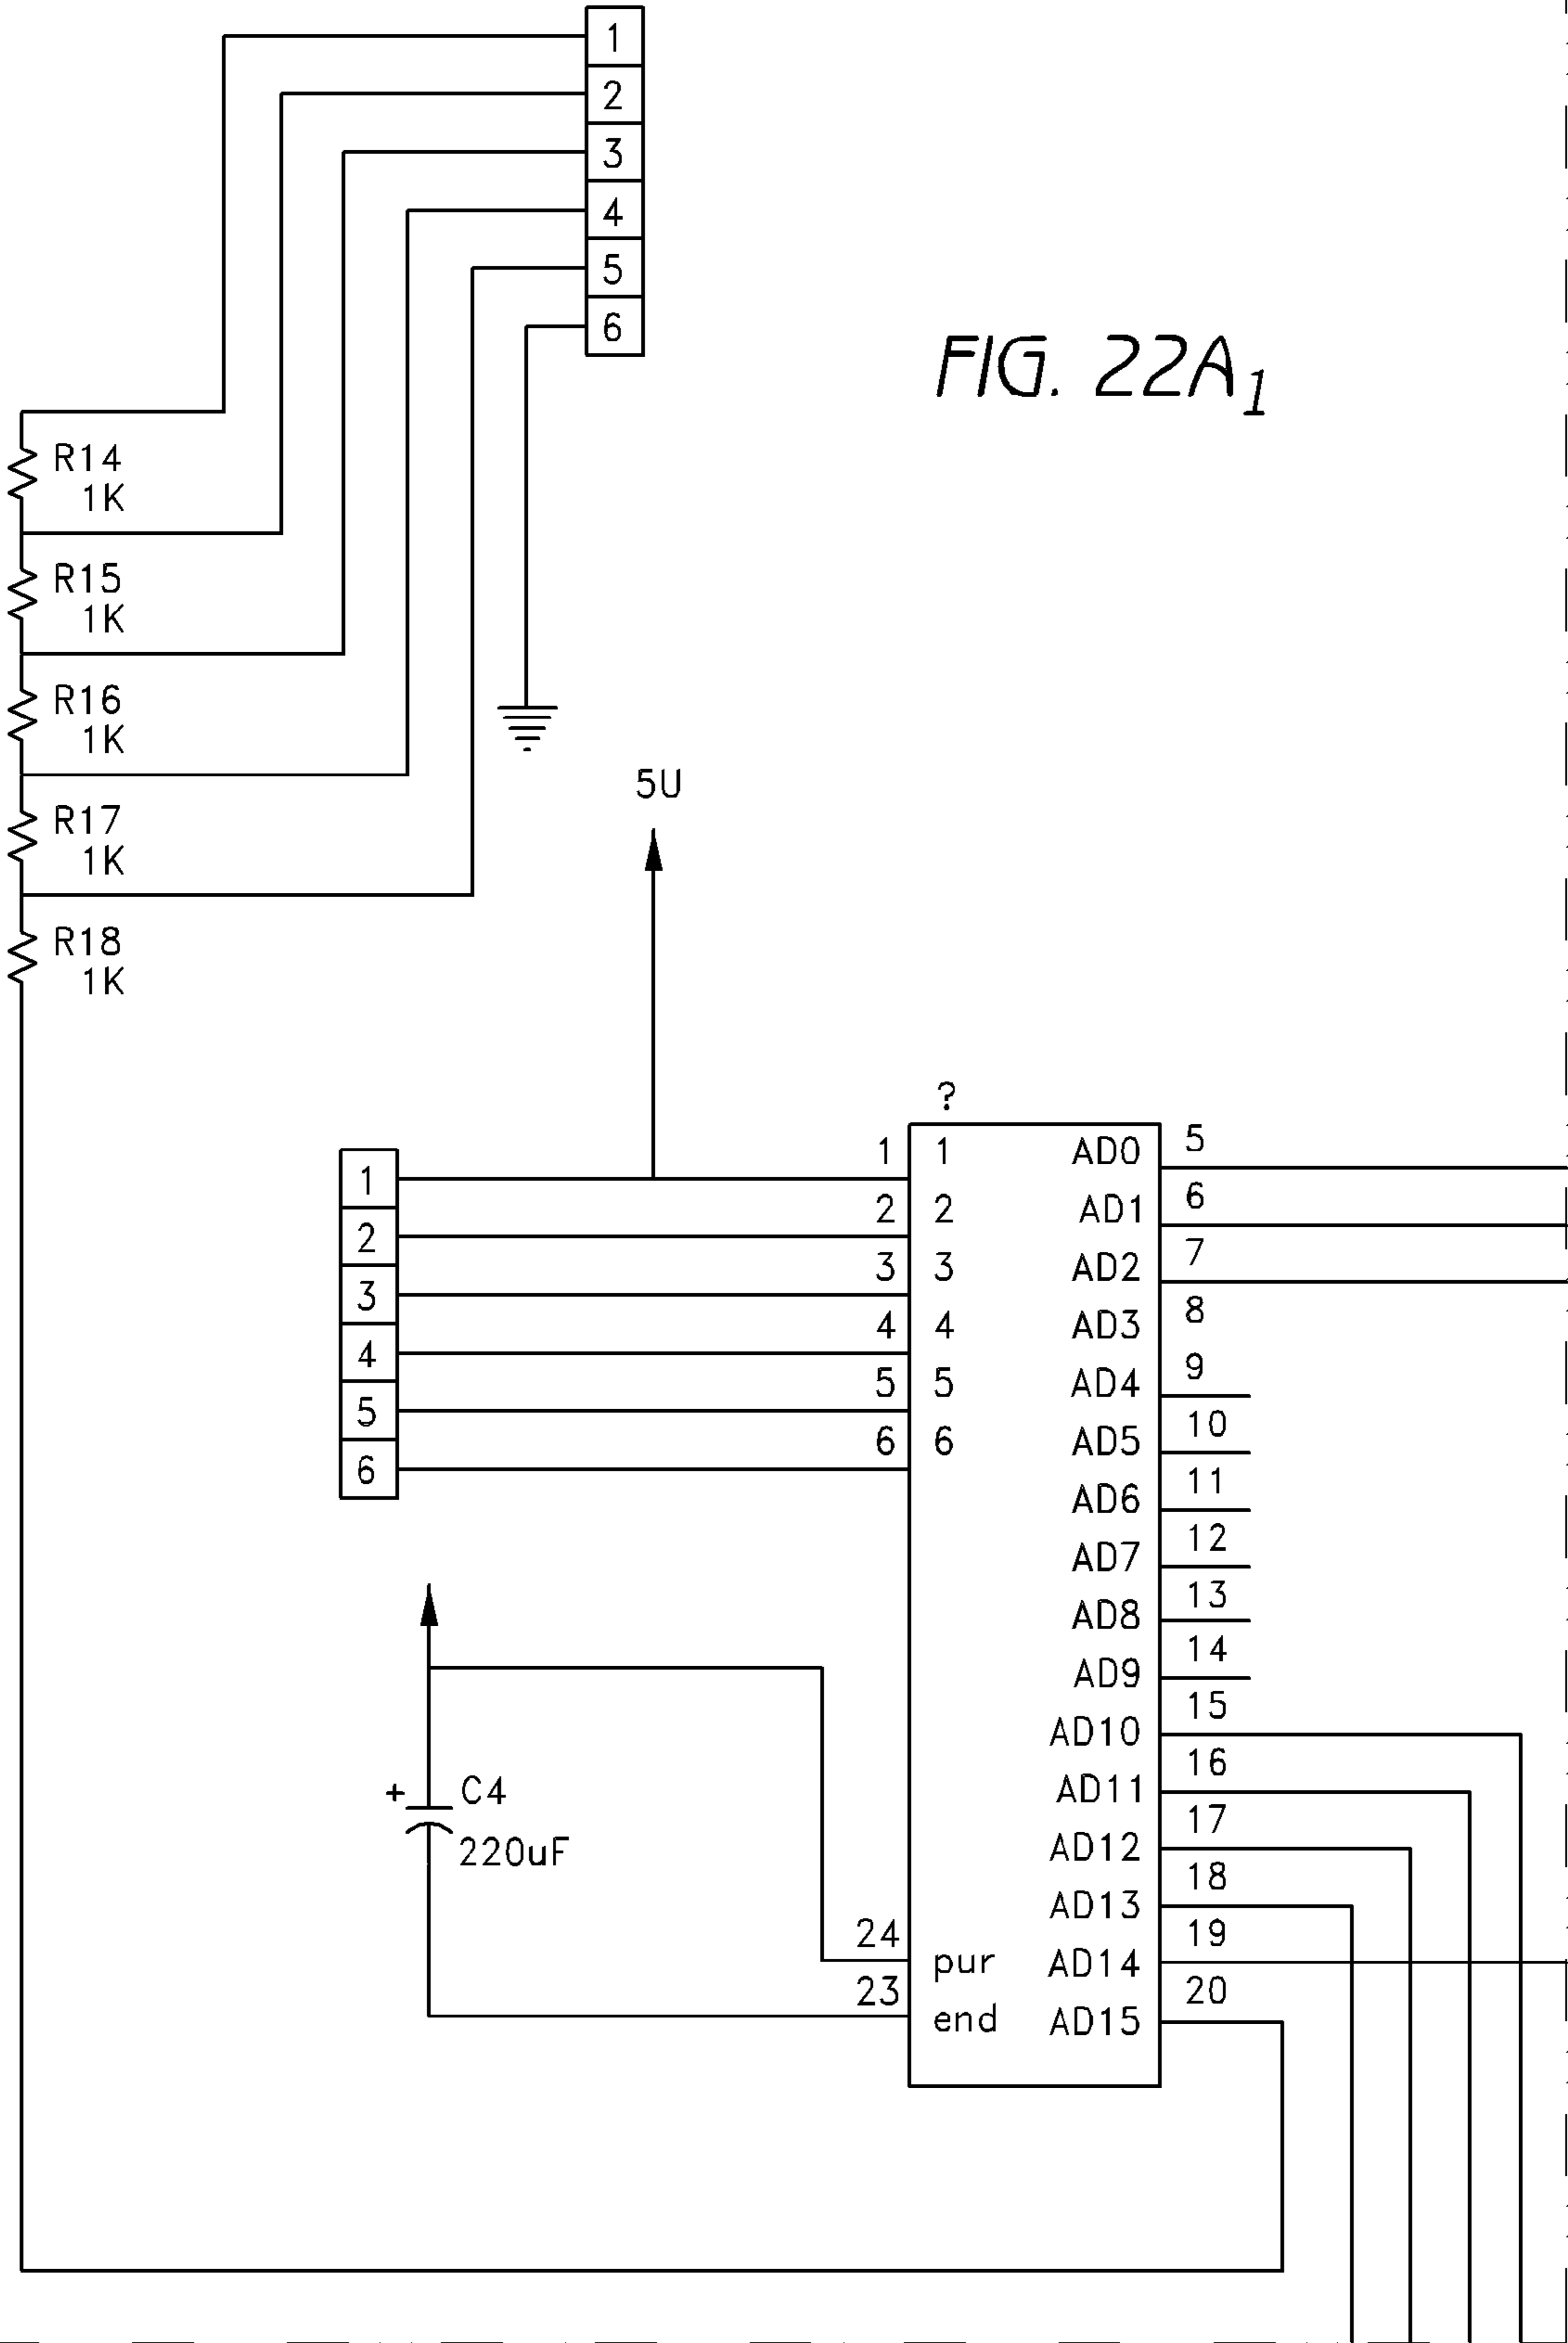 1
2
3
4
5
6
FIG. 22A1
R14
1K
R15
1K
R16
1K
R17
1K
R18
1K
5U
?
1
2
3
4
5
6
1 1 AD0 5
2 2 AD1 6
3 3 AD2 7
4 4 AD3 8
5 5 AD4 9
6 6 AD5 10
AD6 11
AD7 12
AD8 13
AD9 14
AD10 15
AD11 16
AD12 17
AD13 18
24 pur AD14 19
23 end AD15 20
+ C4
220uF